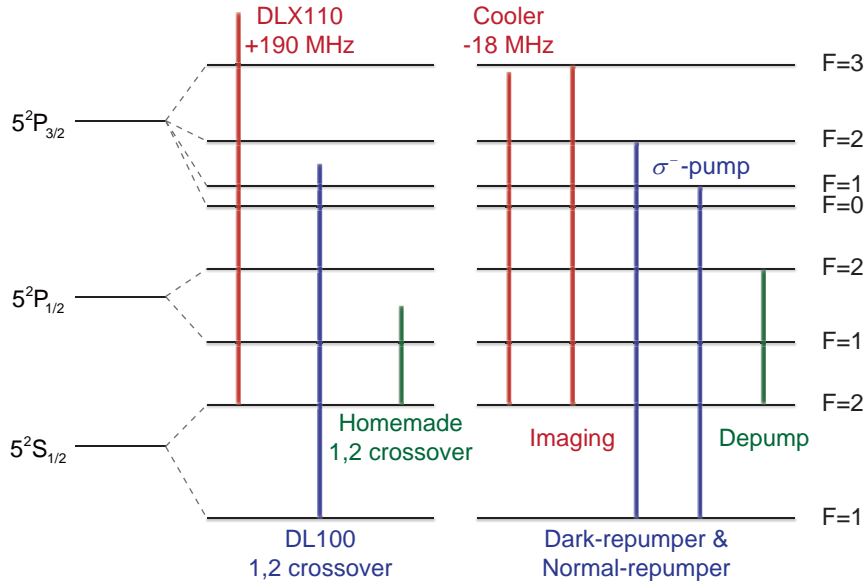 DLX110
+190 MHz
Cooler
-18 MHz
F=3
5²P₃/₂
F=2
σ⁻-pump
F=1
F=0
F=2
5²P₁/₂
F=1
F=2
Homemade
1,2 crossover
Imaging
Depump
5²S₁/₂
F=1
DL100
1,2 crossover
Dark-repumper &
Normal-repumper